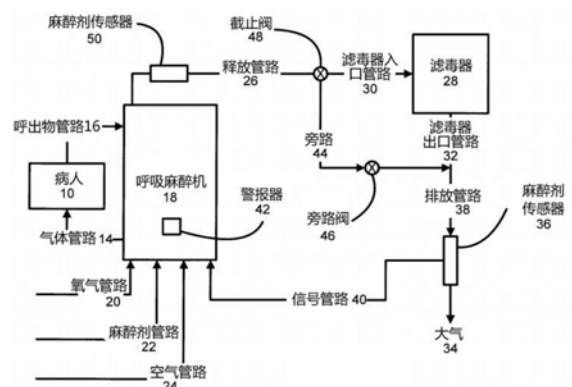 麻醉剂传感器
50
截止阀
48
释放管路
26
滤毒器入
口管路
30
滤毒器
28
呼出物管路16
旁路
44
滤毒器
出口管路
32
病人
10
呼吸麻醉机
18
警报器
42
旁路阀
46
排放管路
38
麻醉剂
传感器
36
气体管路14
氧气管路
20
信号管路 40
麻醉剂管路
22
大气
34
空气管路
24